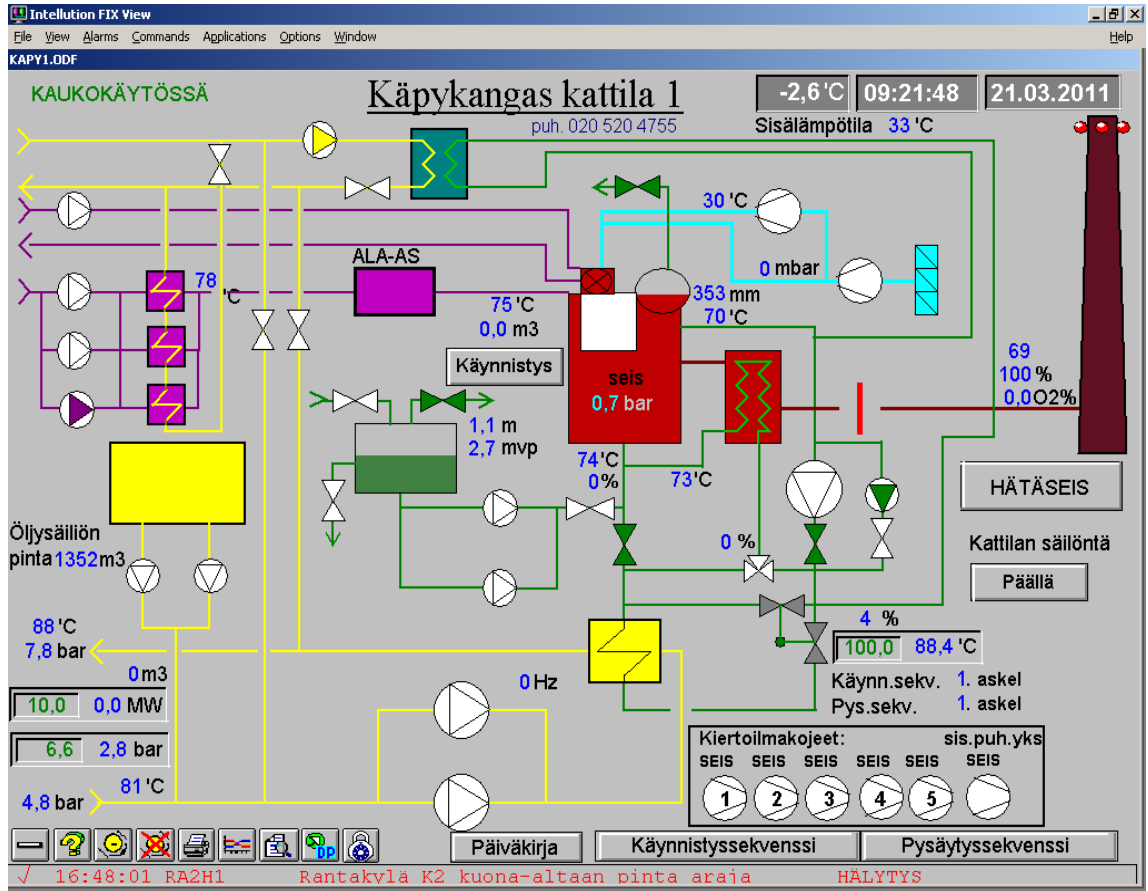 Intellution FIX View
File View Alarms Commands Applications Options Window Help
KAPY1.ODF
KAUKOKÄYTÖSSÄ
Käpykangas kattila 1
puh. 020 520 4755
-2,6'C 09:21:48 21.03.2011
Sisälämpötila 33 'C
30 'C
ALA-AS
0 mbar
78 'C
75 'C
0,0 m3
353 mm
70 'C
Käynnistys
seis
0,7 bar
69
100 %
0,0 O2%
1,1 m
2,7 mvp
74 'C
0%
73 'C
HÄTÄSEIS
Öljysäiliön
pinta 1352 m3
0 %
Kattilan säilöntä
Päällä
88 'C
7,8 bar
4 %
100,0 88,4 'C
0 m3
0 Hz
10,0 0,0 MW
Käynn.sekv. 1. askel
Pys.sekv. 1. askel
6,6 2,8 bar
Kiertoilmakojeet: sis.puh.yks
SEIS SEIS SEIS SEIS SEIS SEIS
1 2 3 4 5
81 'C
4,8 bar
DP
Päiväkirja
Käynnistyssekvenssi
Pysäytyssekvenssi
√ 16:48:01 RA2H1 Rantakylä K2 kuona-altaan pinta araja HÄLYTYS